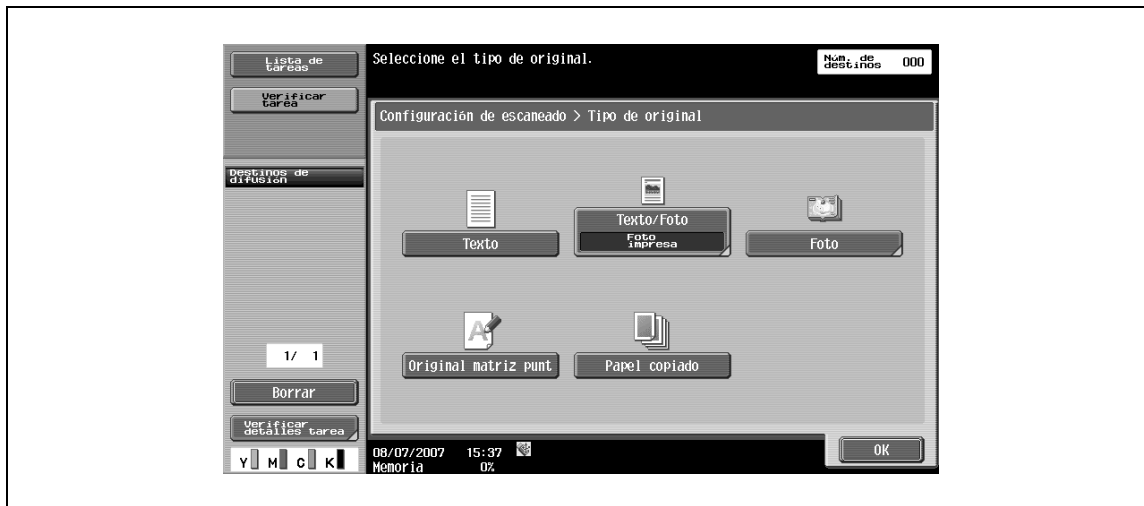 Lista de
tareas
Verificar
tarea
Destinos de
difusión
1/ 1
Borrar
Verificar
detalles tarea
Y M C K
Seleccione el tipo de original.
Núm. de
destinos 000
Configuración de escaneado > Tipo de original
Texto
Texto/Foto
Foto
impresa
Foto
Original matriz punt
Papel copiado
08/07/2007 15:37
Memoria 0%
OK